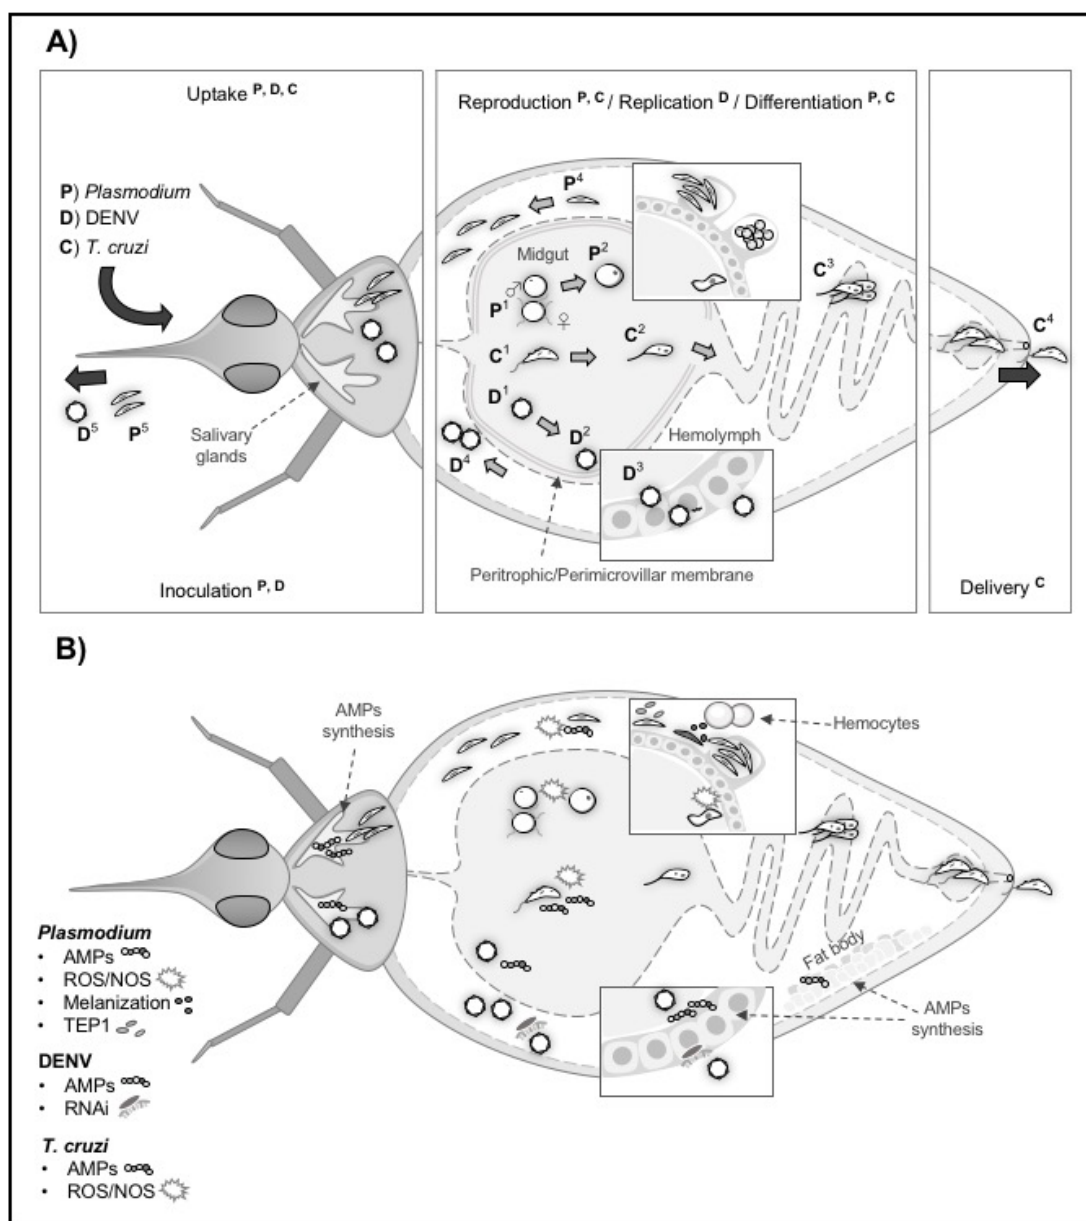 A)
Uptake P, D, C
Reproduction P, C / Replication D / Differentiation P, C
P) Plasmodium
D) DENV
C) T. cruzi
P4
Midgut
P2
♂
P1
♀
C3
C4
C1
C2
D1
D2
D5
P5
Salivary
glands
D4
Hemolymph
D3
Peritrophic/Perimicrovillar membrane
Inoculation P, D
Delivery C
B)
AMPs
synthesis
Hemocytes
Plasmodium
• AMPs
• ROS/NOS
• Melanization
• TEP1
DENV
• AMPs
• RNAi
T. cruzi
• AMPs
• ROS/NOS
Fat body
AMPs
synthesis